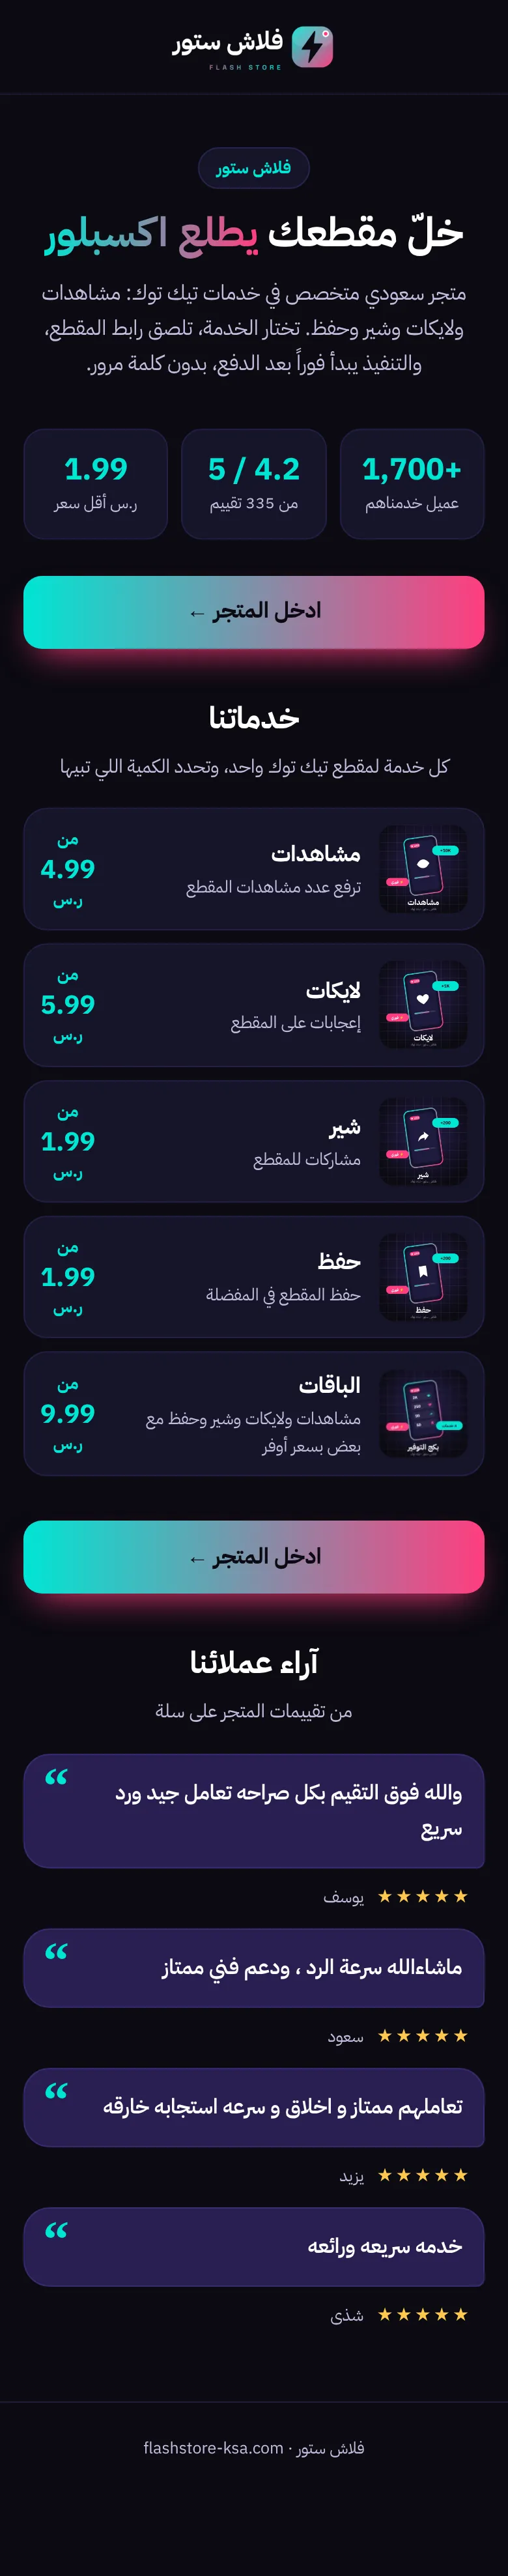 فلاش ستور
FLASH STORE
فلاش ستور
خلّ مقطعك يطلع اكسبلور
متجر سعودي متخصص في خدمات تيك توك: مشاهدات
ولايكات وشير وحفظ. تختار الخدمة، تلصق رابط المقطع،
والتنفيذ يبدأ فوراً بعد الدفع، بدون كلمة مرور.
1,700+
عميل خدمناهم
4.2 / 5
من 335 تقييم
1.99
ر.س أقل سعر
ادخل المتجر ←
خدماتنا
كل خدمة لمقطع تيك توك واحد، وتحدد الكمية اللي تبيها
مشاهدات
مشاهدات
ترفع عدد مشاهدات المقطع
من
4.99
ر.س
لايكات
لايكات
إعجابات على المقطع
من
5.99
ر.س
شير
شير
مشاركات للمقطع
من
1.99
ر.س
حفظ
حفظ
حفظ المقطع في المفضلة
من
1.99
ر.س
بكج التوفير
الباقات
مشاهدات ولايكات وشير وحفظ مع
بعض بسعر أوفر
من
9.99
ر.س
ادخل المتجر ←
آراء عملائنا
من تقييمات المتجر على سلة
والله فوق التقيم بكل صراحه تعامل جيد ورد
سريع
★★★★★ يوسف
ماشاءالله سرعة الرد ، ودعم فني ممتاز
★★★★★ سعود
تعاملهم ممتاز و اخلاق و سرعه استجابه خارقه
★★★★★ يزيد
خدمه سريعه ورائعه
★★★★★ شذى
فلاش ستور · flashstore-ksa.com